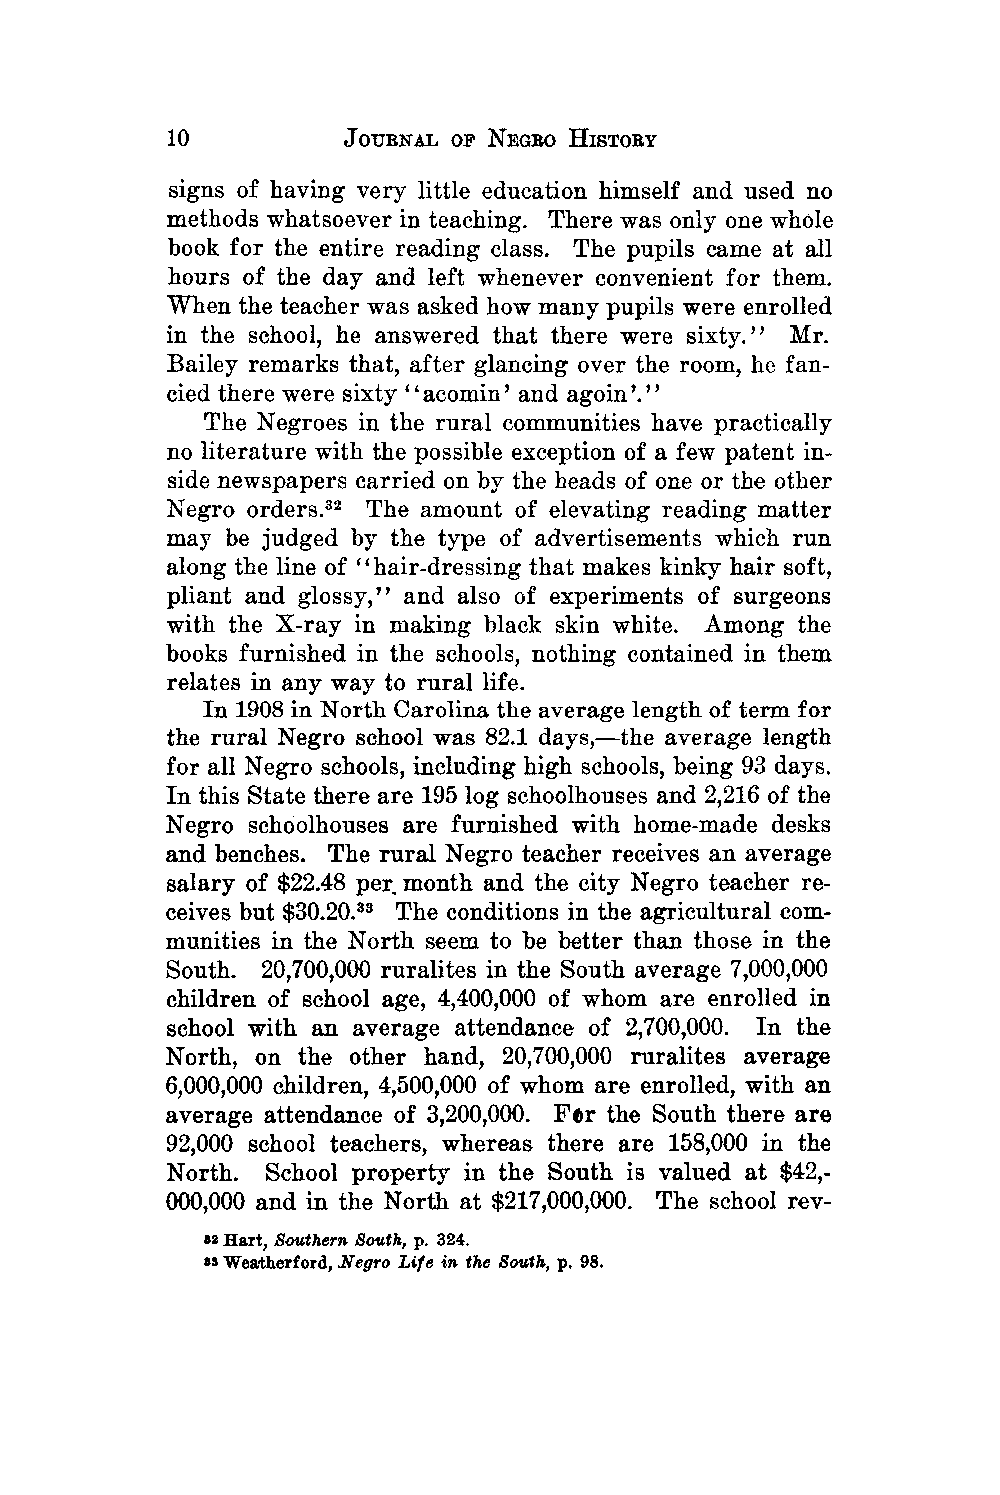 10 JOURNAL OF NEGRO HISTORY
signs of having very little education himself and used no
methods whatsoever in teaching. There was only one whole
book for the entire reading class. The pupils came at all
hours of the day and left whenever convenient for them.
When the teacher was asked how many pupils were enrolled
in the school, he answered that there were sixty.'' Mr.
Bailey remarks that, after glancing over the room, he fan-
cied there were sixty ‘‘acomin’ and agoin’.’’
The Negroes in the rural communities have practically
no literature with the possible exception of a few patent in-
side newspapers carried on by the heads of one or the other
Negro orders.³² The amount of elevating reading matter
may be judged by the type of advertisements which run
along the line of ‘‘hair-dressing that makes kinky hair soft,
pliant and glossy,’’ and also of experiments of surgeons
with the X-ray in making black skin white. Among the
books furnished in the schools, nothing contained in them
relates in any way to rural life.
In 1908 in North Carolina the average length of term for
the rural Negro school was 82.1 days,—the average length
for all Negro schools, including high schools, being 93 days.
In this State there are 195 log schoolhouses and 2,216 of the
Negro schoolhouses are furnished with home-made desks
and benches. The rural Negro teacher receives an average
salary of $22.48 per month and the city Negro teacher re-
ceives but $30.20.³³ The conditions in the agricultural com-
munities in the North seem to be better than those in the
South. 20,700,000 ruralites in the South average 7,000,000
children of school age, 4,400,000 of whom are enrolled in
school with an average attendance of 2,700,000. In the
North, on the other hand, 20,700,000 ruralites average
6,000,000 children, 4,500,000 of whom are enrolled, with an
average attendance of 3,200,000. For the South there are
92,000 school teachers, whereas there are 158,000 in the
North. School property in the South is valued at $42,-
000,000 and in the North at $217,000,000. The school rev-
³² Hart, Southern South, p. 324.
³³ Weatherford, Negro Life in the South, p. 98.